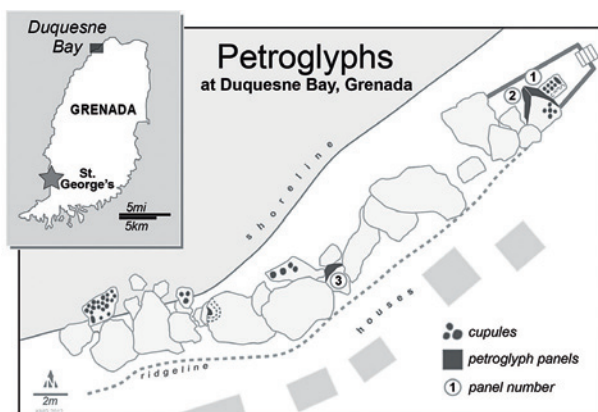 Duquesne
Bay
GRENADA
St.
George's
5mi
5km
Petroglyphs
at Duquesne Bay, Grenada
1
2
shoreline
3
houses
ridgeline
cupules
petroglyph panels
1 panel number
2m